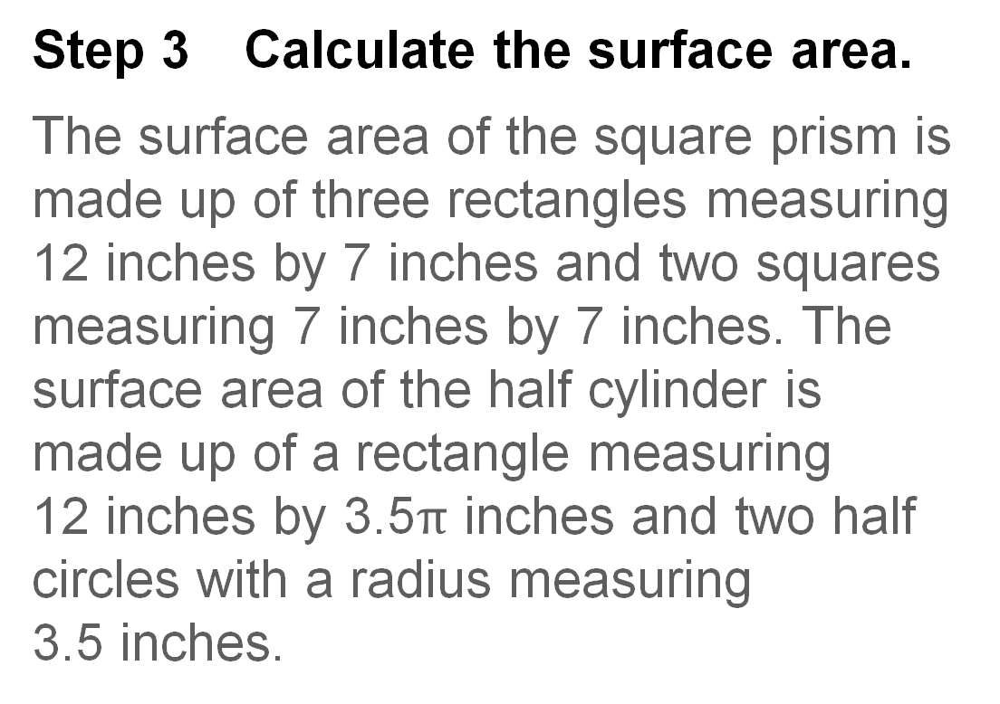 Step 3 Calculate the surface area.
The surface area of the square prism is
made up of three rectangles measuring
12 inches by 7 inches and two squares
measuring 7 inches by 7 inches. The
surface area of the half cylinder is
made up of a rectangle measuring
12 inches by 3.5π inches and two half
circles with a radius measuring
3.5 inches.